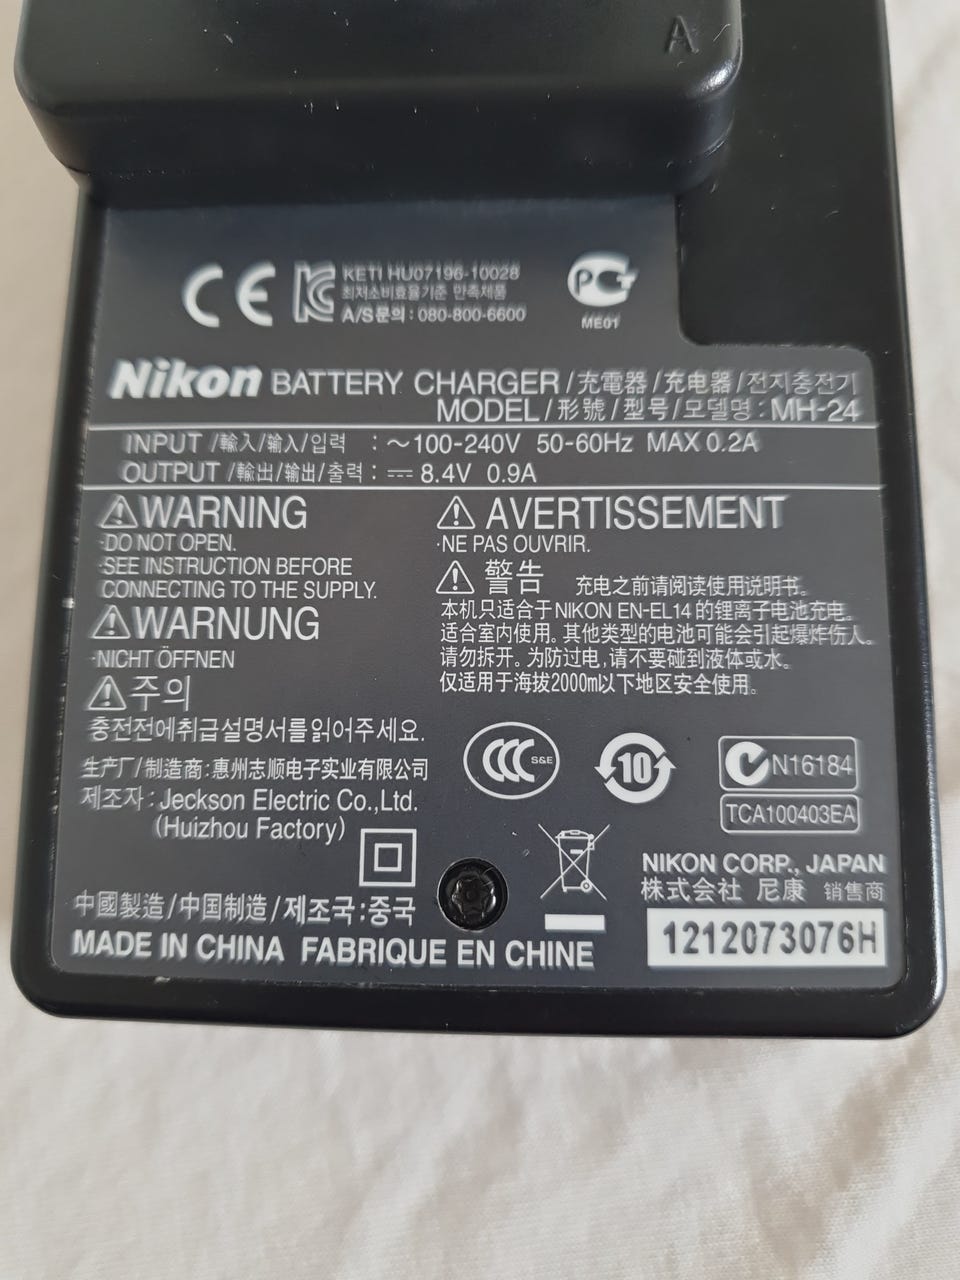 A
CE KETI HU07196-10028
최저소비효율기준 만족제품
A/S문의 : 080-800-6600
ME01
Nikon BATTERY CHARGER/充電器/充电器/전지충전기
MODEL/形號/型号/모델명 : MH-24
INPUT /輸入/输入/입력 : ~100-240V 50-60Hz MAX 0.2A
OUTPUT /輸出/输出/출력 : ⎓ 8.4V 0.9A
⚠WARNING
·DO NOT OPEN.
·SEE INSTRUCTION BEFORE
CONNECTING TO THE SUPPLY.
⚠WARNUNG
·NICHT ÖFFNEN
⚠주의
충전전에취급설명서를읽어주세요.
⚠ AVERTISSEMENT
·NE PAS OUVRIR.
⚠ 警告 充电之前请阅读使用说明书。
本机只适合于NIKON EN-EL14 的锂离子电池充电。
适合室内使用。其他类型的电池可能会引起爆炸伤人。
请勿拆开。为防过电,请不要碰到液体或水。
仅适用于海拔2000m以下地区安全使用。
生产厂/制造商:惠州志顺电子实业有限公司
제조자 : Jeckson Electric Co.,Ltd.
(Huizhou Factory)
CCC S&E
10
N16184
TCA100403EA
中國製造/中国制造/제조국:중국
MADE IN CHINA FABRIQUE EN CHINE
NIKON CORP., JAPAN
株式会社 尼康 销售商
1212073076H